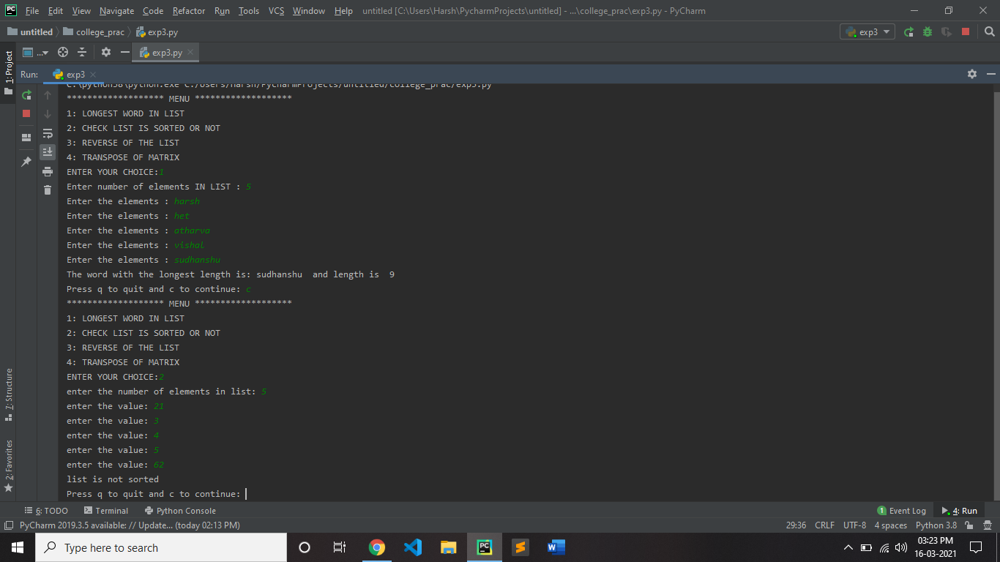 File Edit View Navigate Code Refactor Run Tools VCS Window Help untitled [C:\Users\Harsh\PycharmProjects\untitled] - ...\college_prac\exp3.py - PyCharm
untitled college_prac exp3.py exp3
1: Project
... exp3.py
Run: exp3
C:\python38\python.exe C:/Users/Harsh/PycharmProjects/untitled/college_prac/exp3.py
******************* MENU *******************
1: LONGEST WORD IN LIST
2: CHECK LIST IS SORTED OR NOT
3: REVERSE OF THE LIST
4: TRANSPOSE OF MATRIX
ENTER YOUR CHOICE:1
Enter number of elements IN LIST : 5
Enter the elements : harsh
Enter the elements : het
Enter the elements : atharva
Enter the elements : vishal
Enter the elements : sudhanshu
The word with the longest length is: sudhanshu  and length is  9
Press q to quit and c to continue: c
******************* MENU *******************
1: LONGEST WORD IN LIST
2: CHECK LIST IS SORTED OR NOT
3: REVERSE OF THE LIST
4: TRANSPOSE OF MATRIX
ENTER YOUR CHOICE:2
enter the number of elements in list: 5
enter the value: 21
enter the value: 3
enter the value: 4
enter the value: 5
enter the value: 62
list is not sorted
Press q to quit and c to continue:
7: Structure
2: Favorites
6: TODO Terminal Python Console 1 Event Log 4: Run
PyCharm 2019.3.5 available: // Update... (today 02:13 PM) 29:36 CRLF UTF-8 4 spaces Python 3.8
Type here to search
03:23 PM
16-03-2021